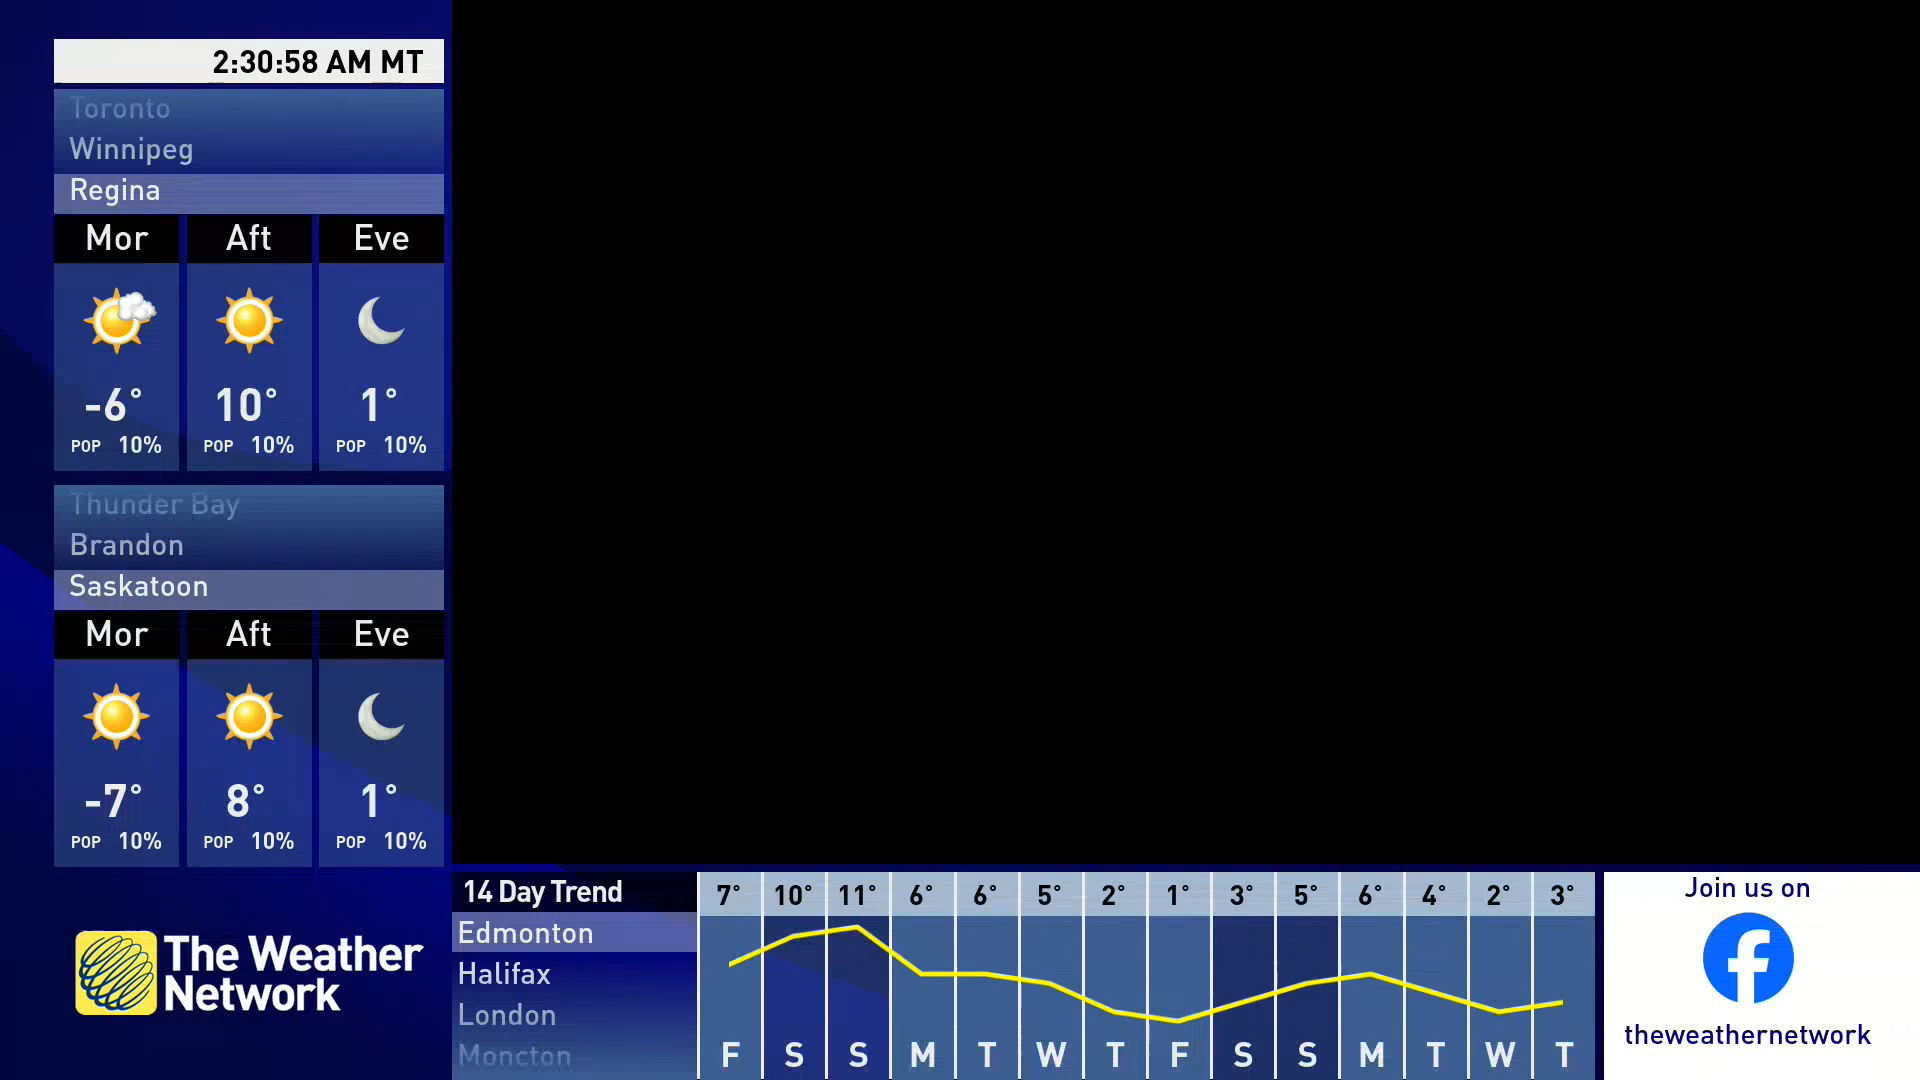 2:30:58 AM MT
Toronto
Winnipeg
Regina
Mor Aft Eve
-6° 10° 1°
POP 10% POP 10% POP 10%
Thunder Bay
Brandon
Saskatoon
Mor Aft Eve
-7° 8° 1°
POP 10% POP 10% POP 10%
The Weather
Network
14 Day Trend
7° 10° 11° 6° 6° 5° 2° 1° 3° 5° 6° 4° 2° 3°
Edmonton
Halifax
London
Moncton
F S S M T W T F S S M T W T
Join us on
f
theweathernetwork